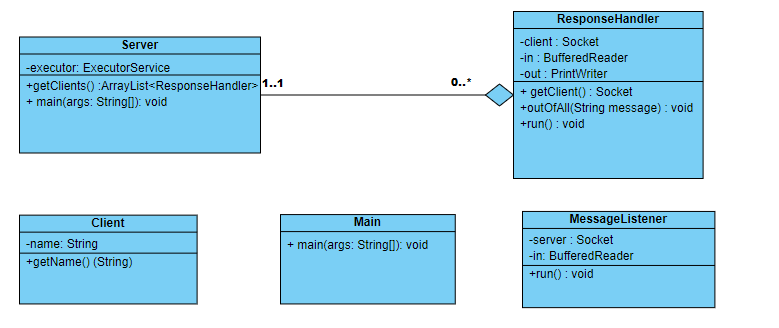 Server
-executor: ExecutorService
+getClients() :ArrayList<ResponseHandler>
+ main(args: String[]): void
1..1
0..*
ResponseHandler
-client : Socket
-in : BufferedReader
-out : PrintWriter
+ getClient() : Socket
+outOfAll(String message) : void
+run() : void
Client
-name: String
+getName() (String)
Main
+ main(args: String[]): void
MessageListener
-server : Socket
-in: BufferedReader
+run() : void